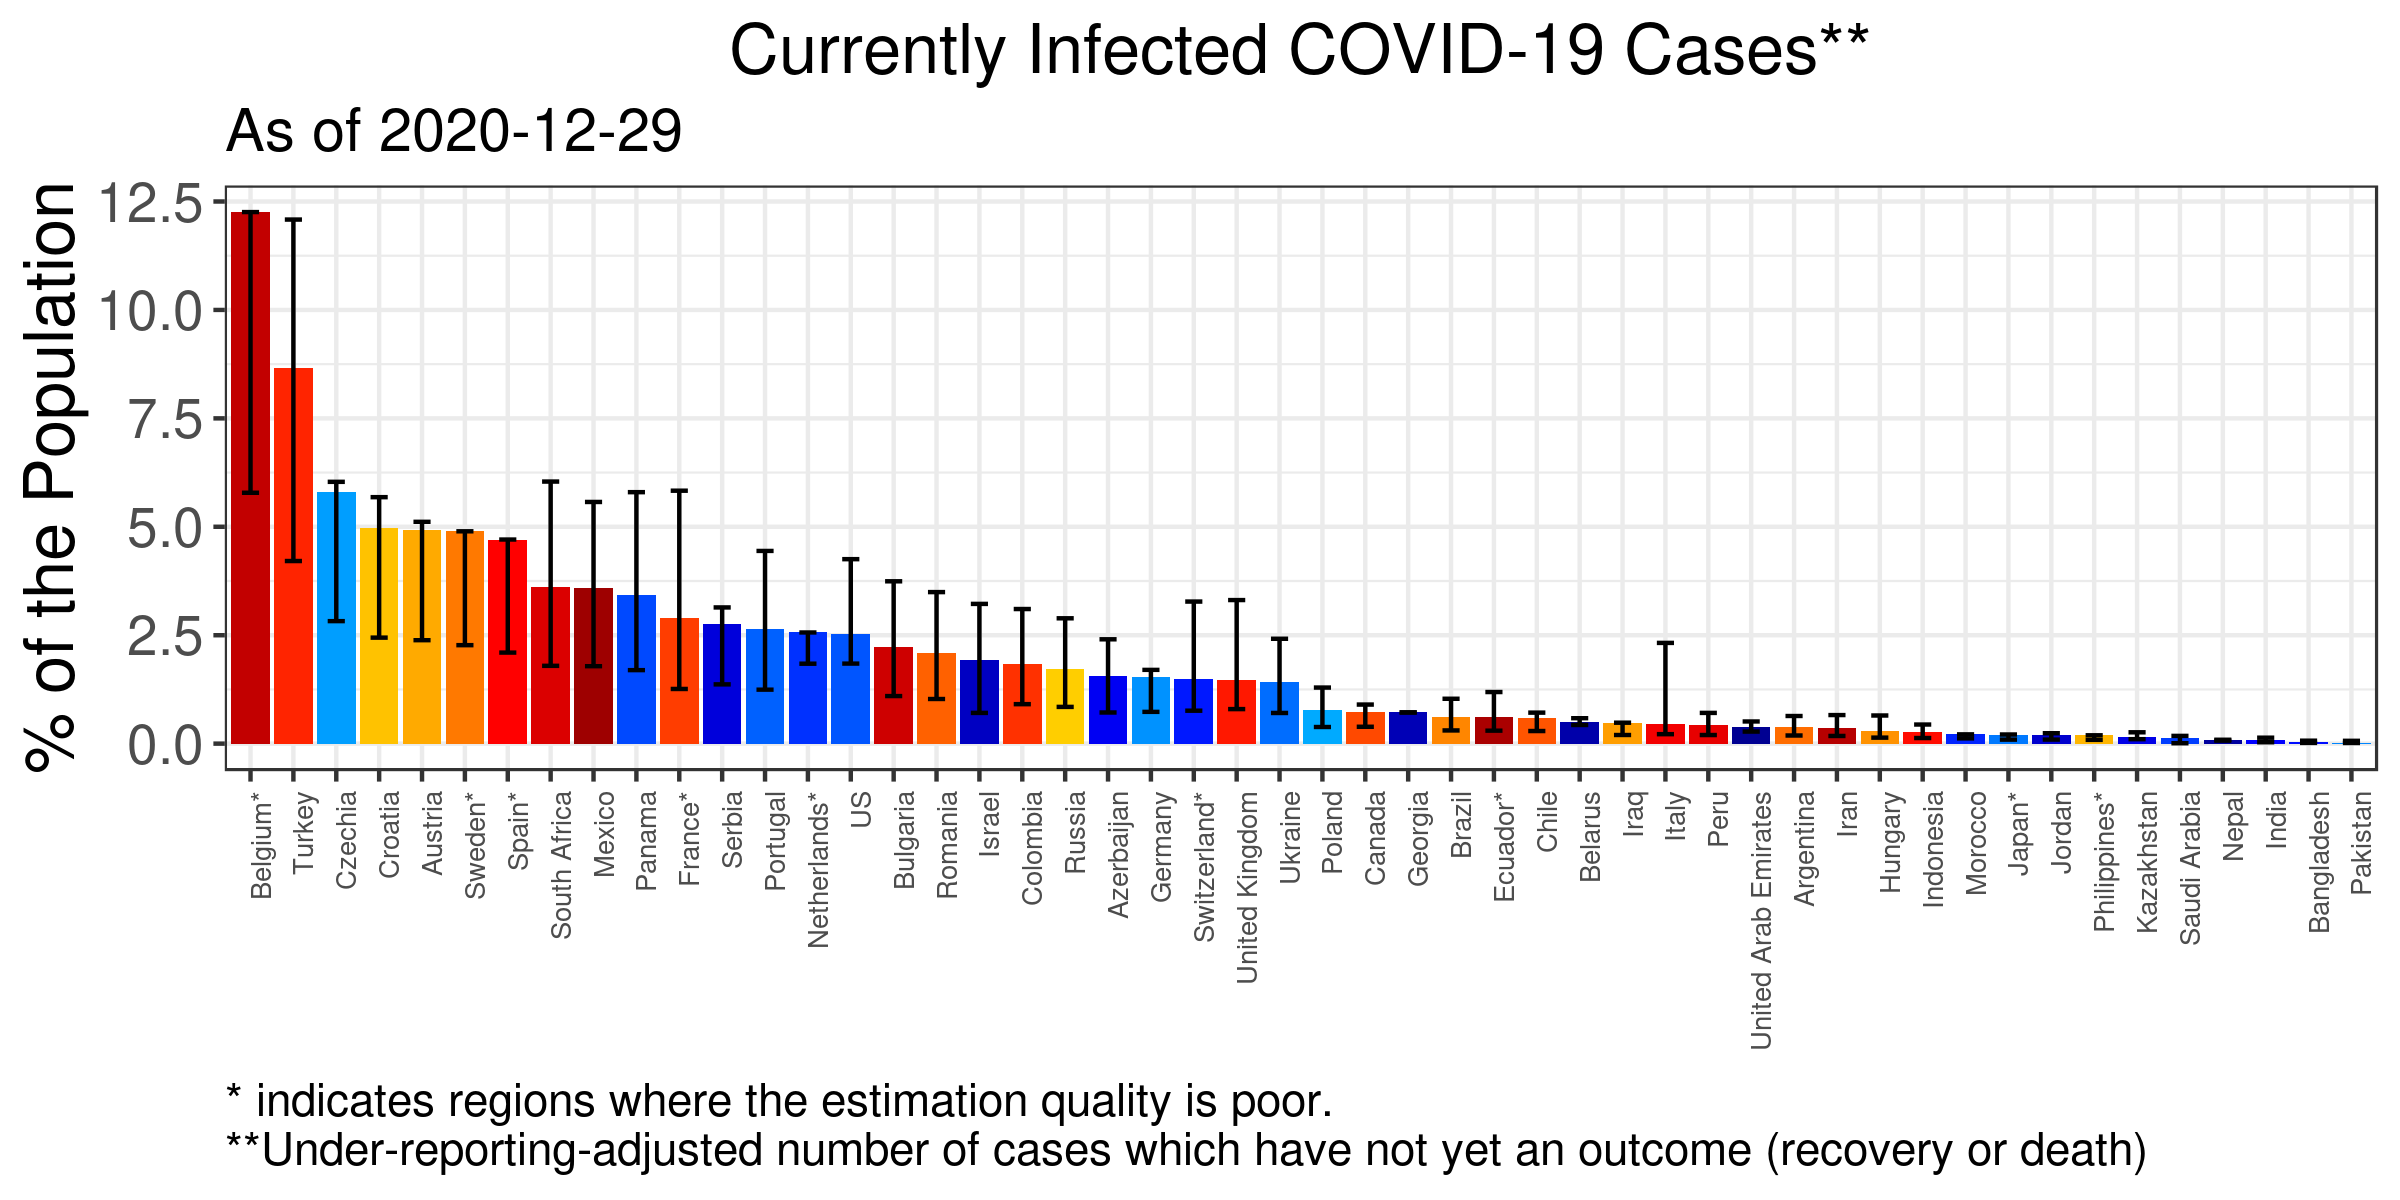 Currently Infected COVID-19 Cases**
As of 2020-12-29
% of the Population
12.5
10.0
7.5
5.0
2.5
0.0
Belgium*
Turkey
Czechia
Croatia
Austria
Sweden*
Spain*
South Africa
Mexico
Panama
France*
Serbia
Portugal
Netherlands*
US
Bulgaria
Romania
Israel
Colombia
Russia
Azerbaijan
Germany
Switzerland*
United Kingdom
Ukraine
Poland
Canada
Georgia
Brazil
Ecuador*
Chile
Belarus
Iraq
Italy
Peru
United Arab Emirates
Argentina
Iran
Hungary
Indonesia
Morocco
Japan*
Jordan
Philippines*
Kazakhstan
Saudi Arabia
Nepal
India
Bangladesh
Pakistan
* indicates regions where the estimation quality is poor.
**Under-reporting-adjusted number of cases which have not yet an outcome (recovery or death)